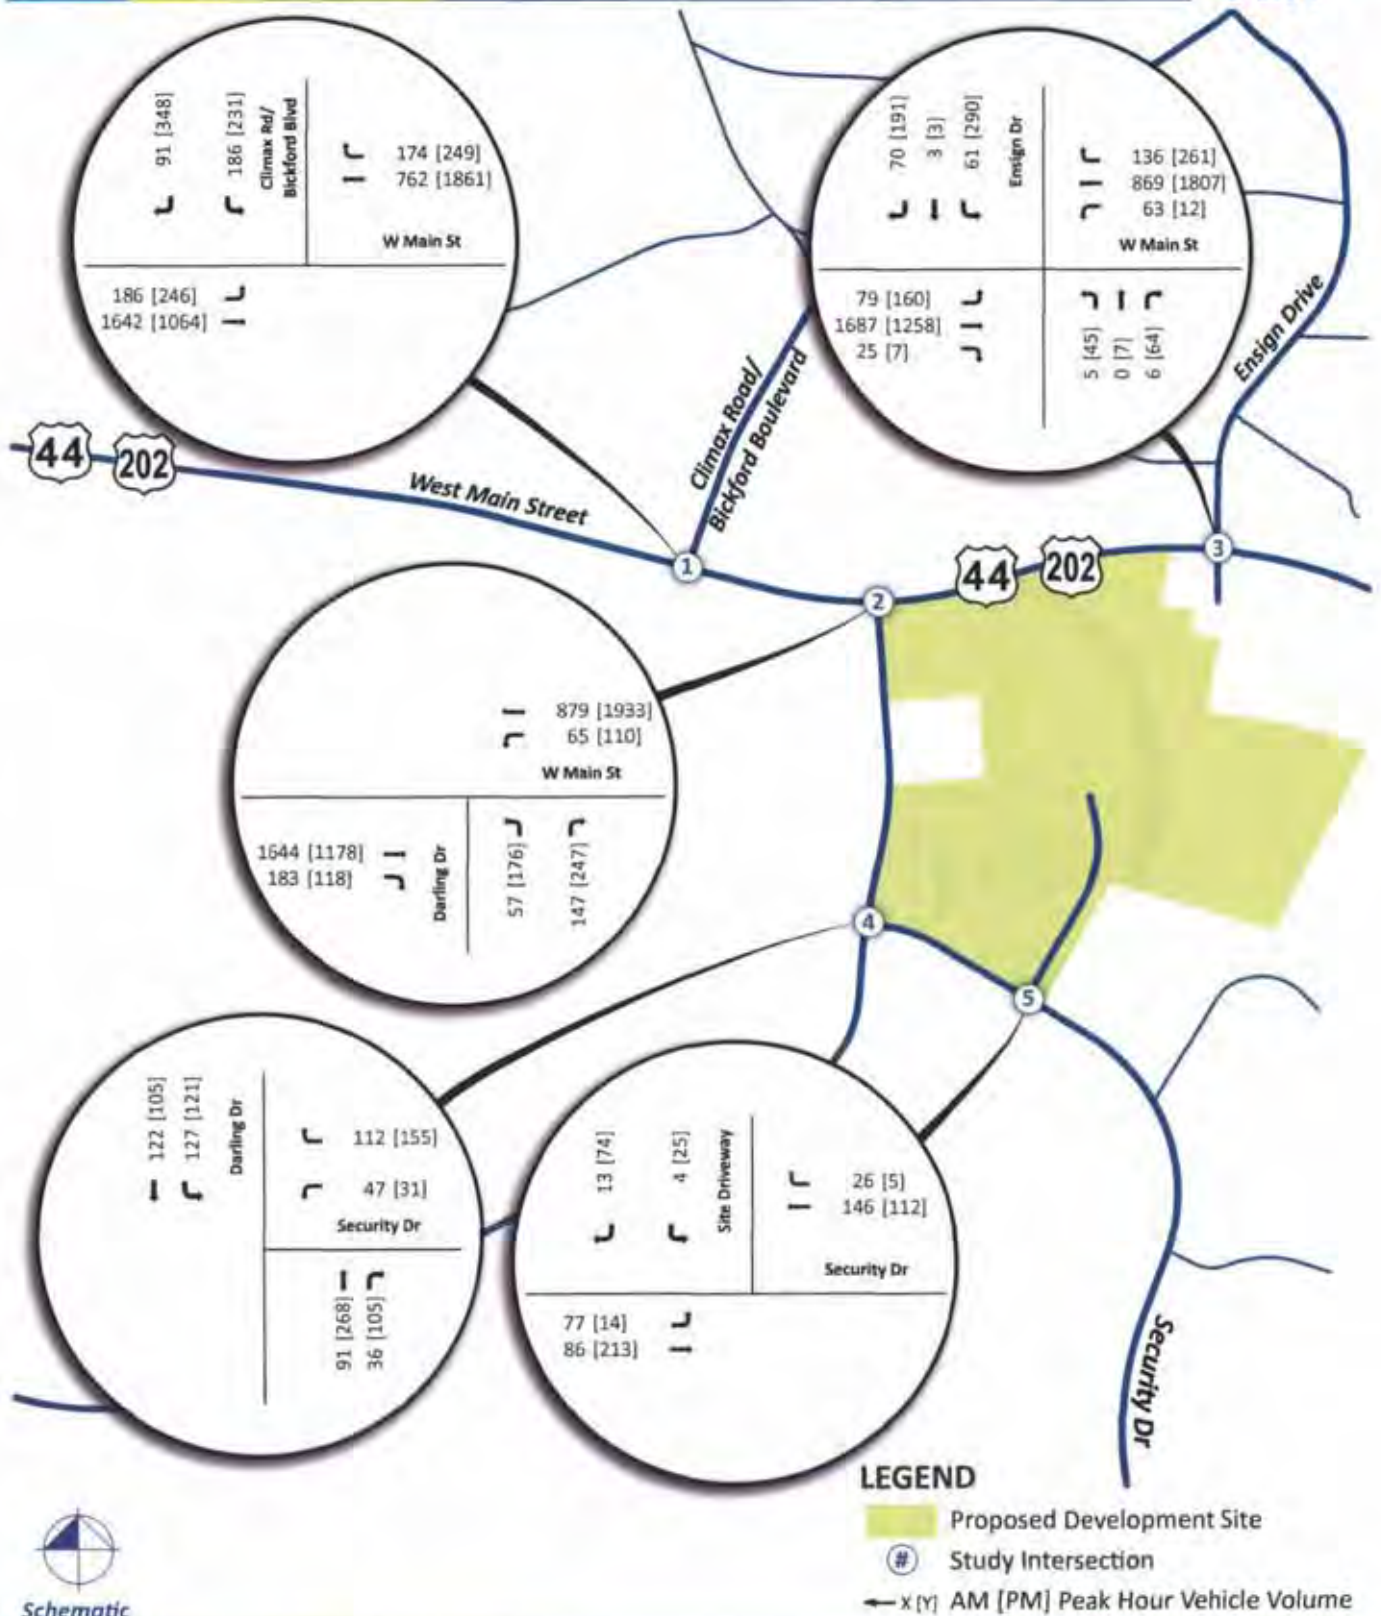 91 [348]
186 [231]
Climax Rd/
Bickford Blvd
174 [249]
762 [1861]
W Main St
186 [246]
1642 [1064]
70 [191]
3 [3]
61 [290]
Ensign Dr
136 [261]
869 [1807]
63 [12]
W Main St
79 [160]
1687 [1258]
25 [7]
5 [45]
0 [7]
6 [64]
Ensign Drive
Climax Road/
Bickford Boulevard
44
202
West Main Street
1
2
44
202
3
879 [1933]
65 [110]
W Main St
1644 [1178]
183 [118]
Darling Dr
57 [176]
147 [247]
4
5
122 [105]
127 [121]
Darling Dr
112 [155]
47 [31]
Security Dr
91 [268]
36 [105]
13 [74]
4 [25]
Site Driveway
26 [5]
146 [112]
Security Dr
77 [14]
86 [213]
Security Dr
LEGEND
Proposed Development Site
# Study Intersection
X [Y] AM [PM] Peak Hour Vehicle Volume
Schematic